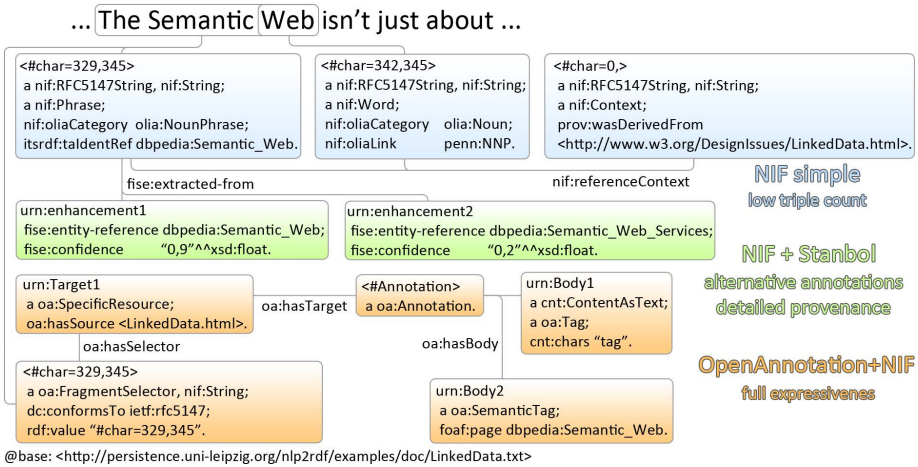 ... The Semantic Web isn't just about ...
<#char=329,345>
a nif:RFC5147String, nif:String;
a nif:Phrase;
nif:oliaCategory olia:NounPhrase;
itsrdf:taIdentRef dbpedia:Semantic_Web.
<#char=342,345>
a nif:RFC5147String, nif:String;
a nif:Word;
nif:oliaCategory olia:Noun;
nif:oliaLink penn:NNP.
<#char=0,>
a nif:RFC5147String, nif:String;
a nif:Context;
prov:wasDerivedFrom
<http://www.w3.org/DesignIssues/LinkedData.html>.
fise:extracted-from
nif:referenceContext
NIF simple
low triple count
urn:enhancement1
fise:entity-reference dbpedia:Semantic_Web;
fise:confidence "0,9"^^xsd:float.
urn:enhancement2
fise:entity-reference dbpedia:Semantic_Web_Services;
fise:confidence "0,2"^^xsd:float.
NIF + Stanbol
alternative annotations
detailed provenance
urn:Target1
a oa:SpecificResource;
oa:hasSource <LinkedData.html>.
oa:hasTarget
<#Annotation>
a oa:Annotation.
urn:Body1
a cnt:ContentAsText;
a oa:Tag;
cnt:chars "tag".
oa:hasSelector
oa:hasBody
<#char=329,345>
a oa:FragmentSelector, nif:String;
dc:conformsTo ietf:rfc5147;
rdf:value "#char=329,345".
urn:Body2
a oa:SemanticTag;
foaf:page dbpedia:Semantic_Web.
OpenAnnotation+NIF
full expressivenes
@base: <http://persistence.uni-leipzig.org/nlp2rdf/examples/doc/LinkedData.txt>